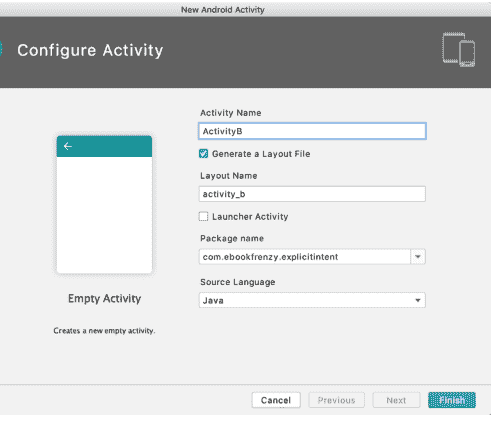 New Android Activity
Configure Activity
Activity Name
ActivityB
Generate a Layout File
Layout Name
activity_b
Launcher Activity
Package name
com.ebookfrenzy.explicitintent
Source Language
Java
Empty Activity
Creates a new empty activity.
Cancel
Previous
Next
Finish